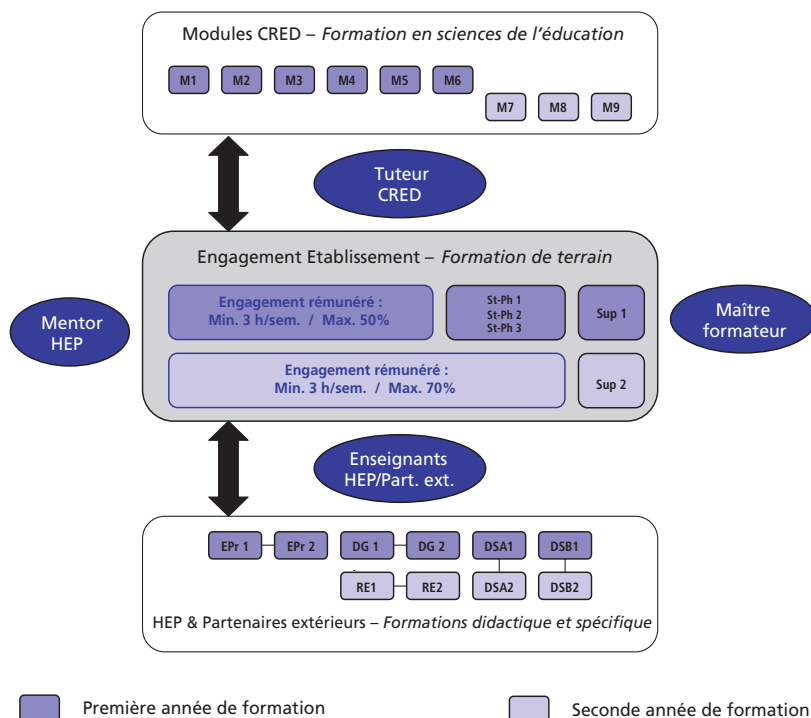 Modules CRED – Formation en sciences de l’éducation
M1 M2 M3 M4 M5 M6
M7 M8 M9
Tuteur
CRED
Engagement Etablissement – Formation de terrain
Engagement rémunéré :
Min. 3 h/sem. / Max. 50%
St-Ph 1
St-Ph 2
St-Ph 3
Sup 1
Mentor
HEP
Maître
formateur
Engagement rémunéré :
Min. 3 h/sem. / Max. 70%
Sup 2
Enseignants
HEP/Part. ext.
EPr 1 EPr 2 DG 1 DG 2 DSA1 DSB1
RE1 RE2 DSA2 DSB2
HEP & Partenaires extérieurs – Formations didactique et spécifique
Première année de formation
Seconde année de formation